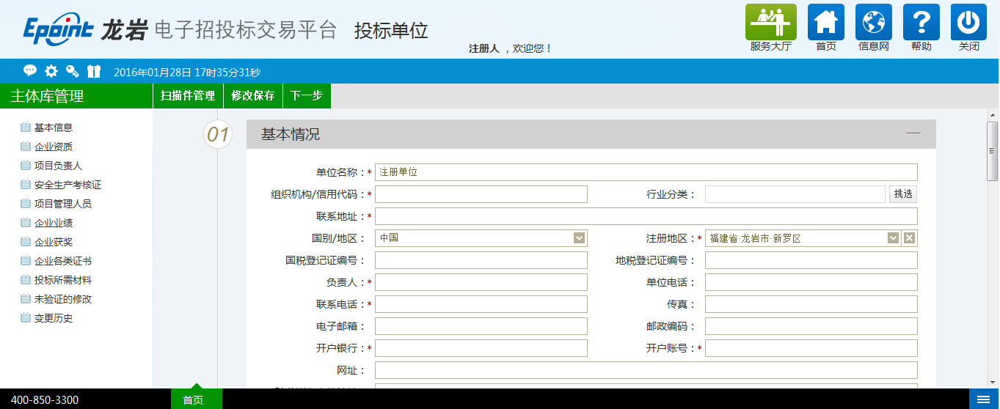 Epoint 龙岩 电子招投标交易平台 投标单位
注册人 ，欢迎您！
服务大厅 首页 信息网 帮助 关闭
2016年01月28日 17时35分31秒
主体库管理 扫描件管理 修改保存 下一步
基本信息
企业资质
项目负责人
安全生产考核证
项目管理人员
企业业绩
企业获奖
企业各类证书
投标所需材料
未验证的修改
变更历史
01 基本情况
单位名称：* 注册单位
组织机构/信用代码：* 行业分类： 挑选
联系地址：*
国别/地区： 中国 注册地区：* 福建省·龙岩市·新罗区
国税登记证编号： 地税登记证编号：
负责人：* 单位电话：
联系电话：* 传真：
电子邮箱： 邮政编码：
开户银行：* 开户账号：*
网址：
400-850-3300 首页